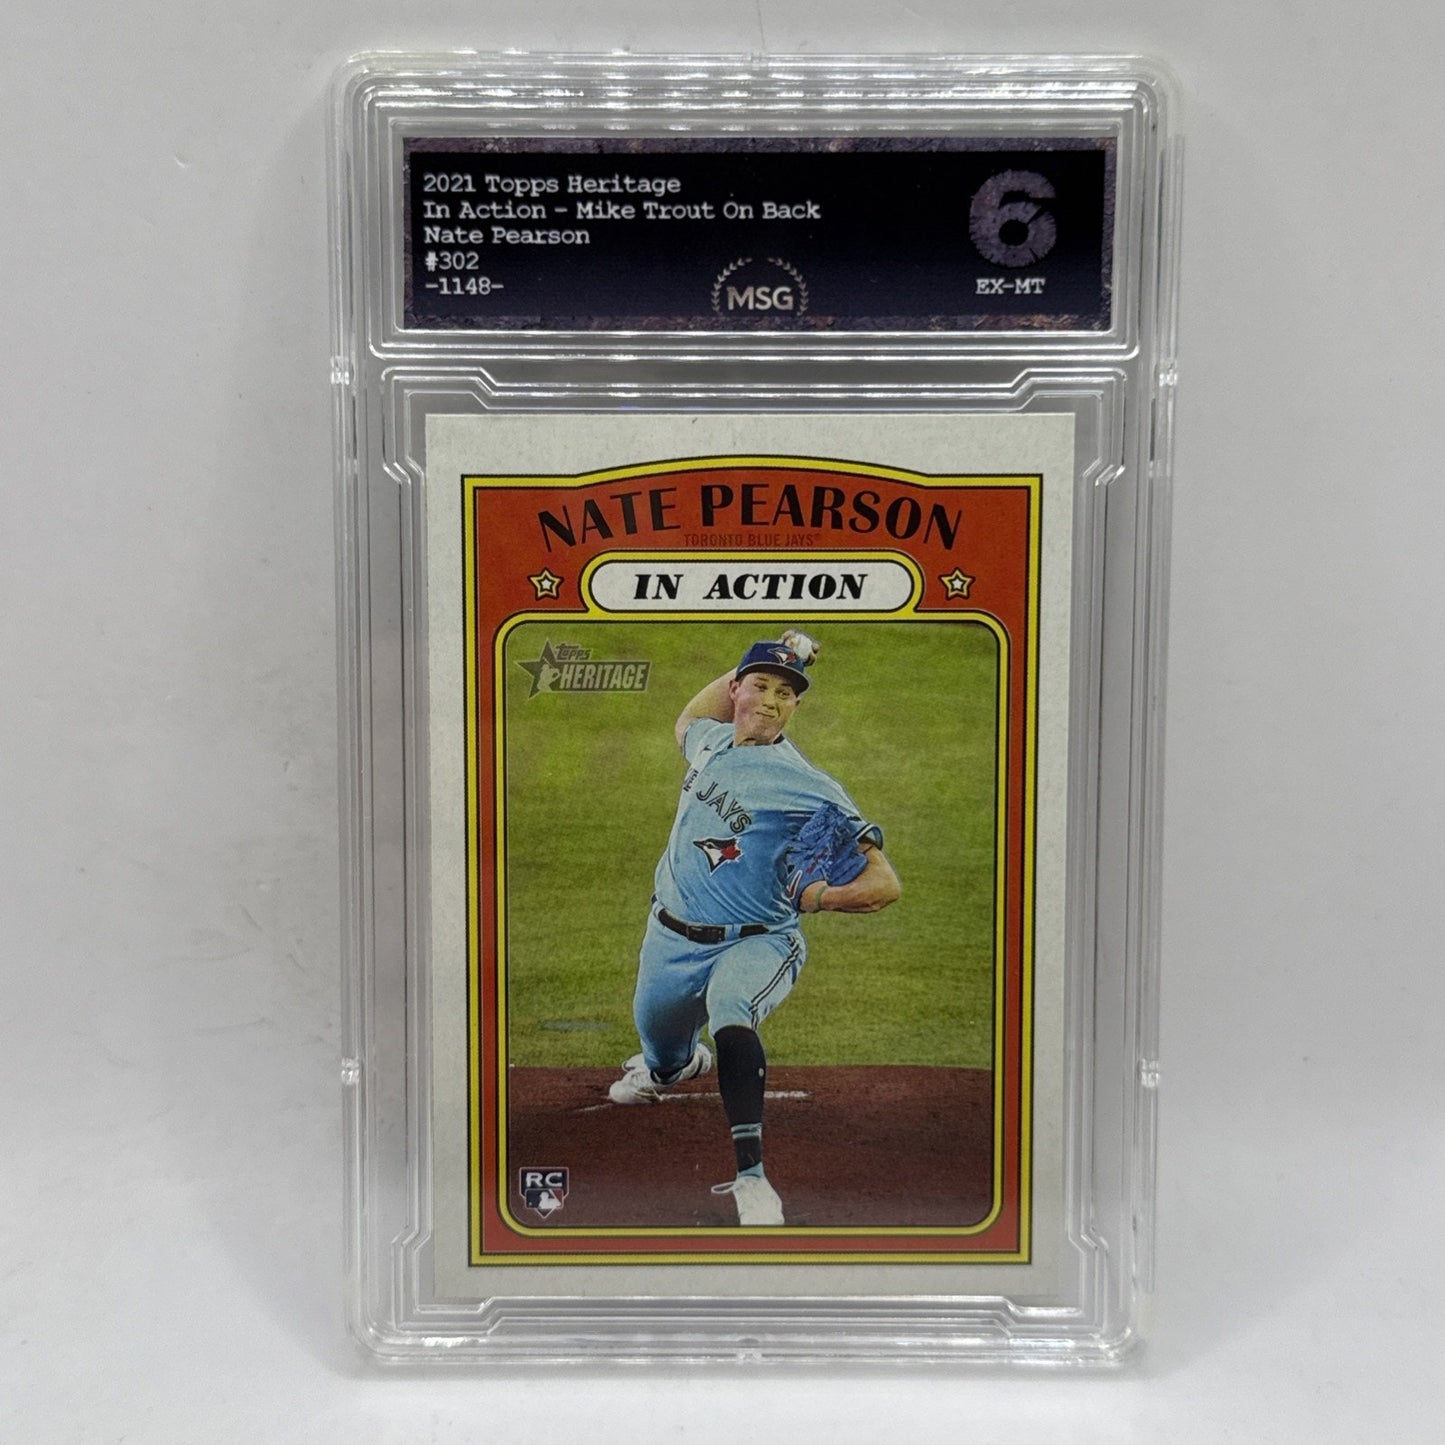 2021 Topps Heritage
In Action - Mike Trout On Back
Nate Pearson
#302
-1148-
6
EX-MT
MSG
NATE PEARSON
TORONTO BLUE JAYS®
IN ACTION
Topps
HERITAGE
JAYS
RC